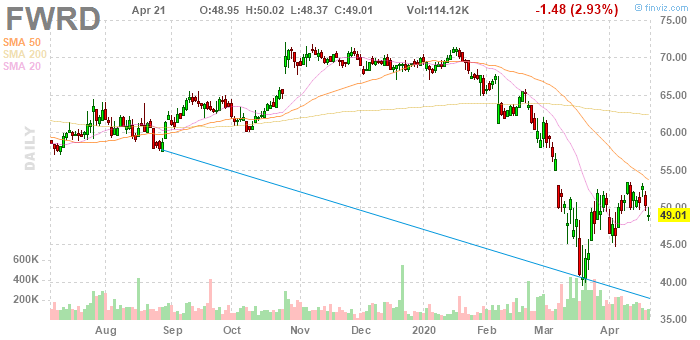 FWRD Apr 21 O:48.95 H:50.02 L:48.37 C:49.01 Vol:114.12K -1.48 (2.93%) © finviz.com
SMA 50
SMA 200
SMA 20
DAILY
75.00
70.00
65.00
60.00
55.00
50.00
49.01
45.00
40.00
35.00
600K
400K
200K
Aug Sep Oct Nov Dec 2020 Feb Mar Apr